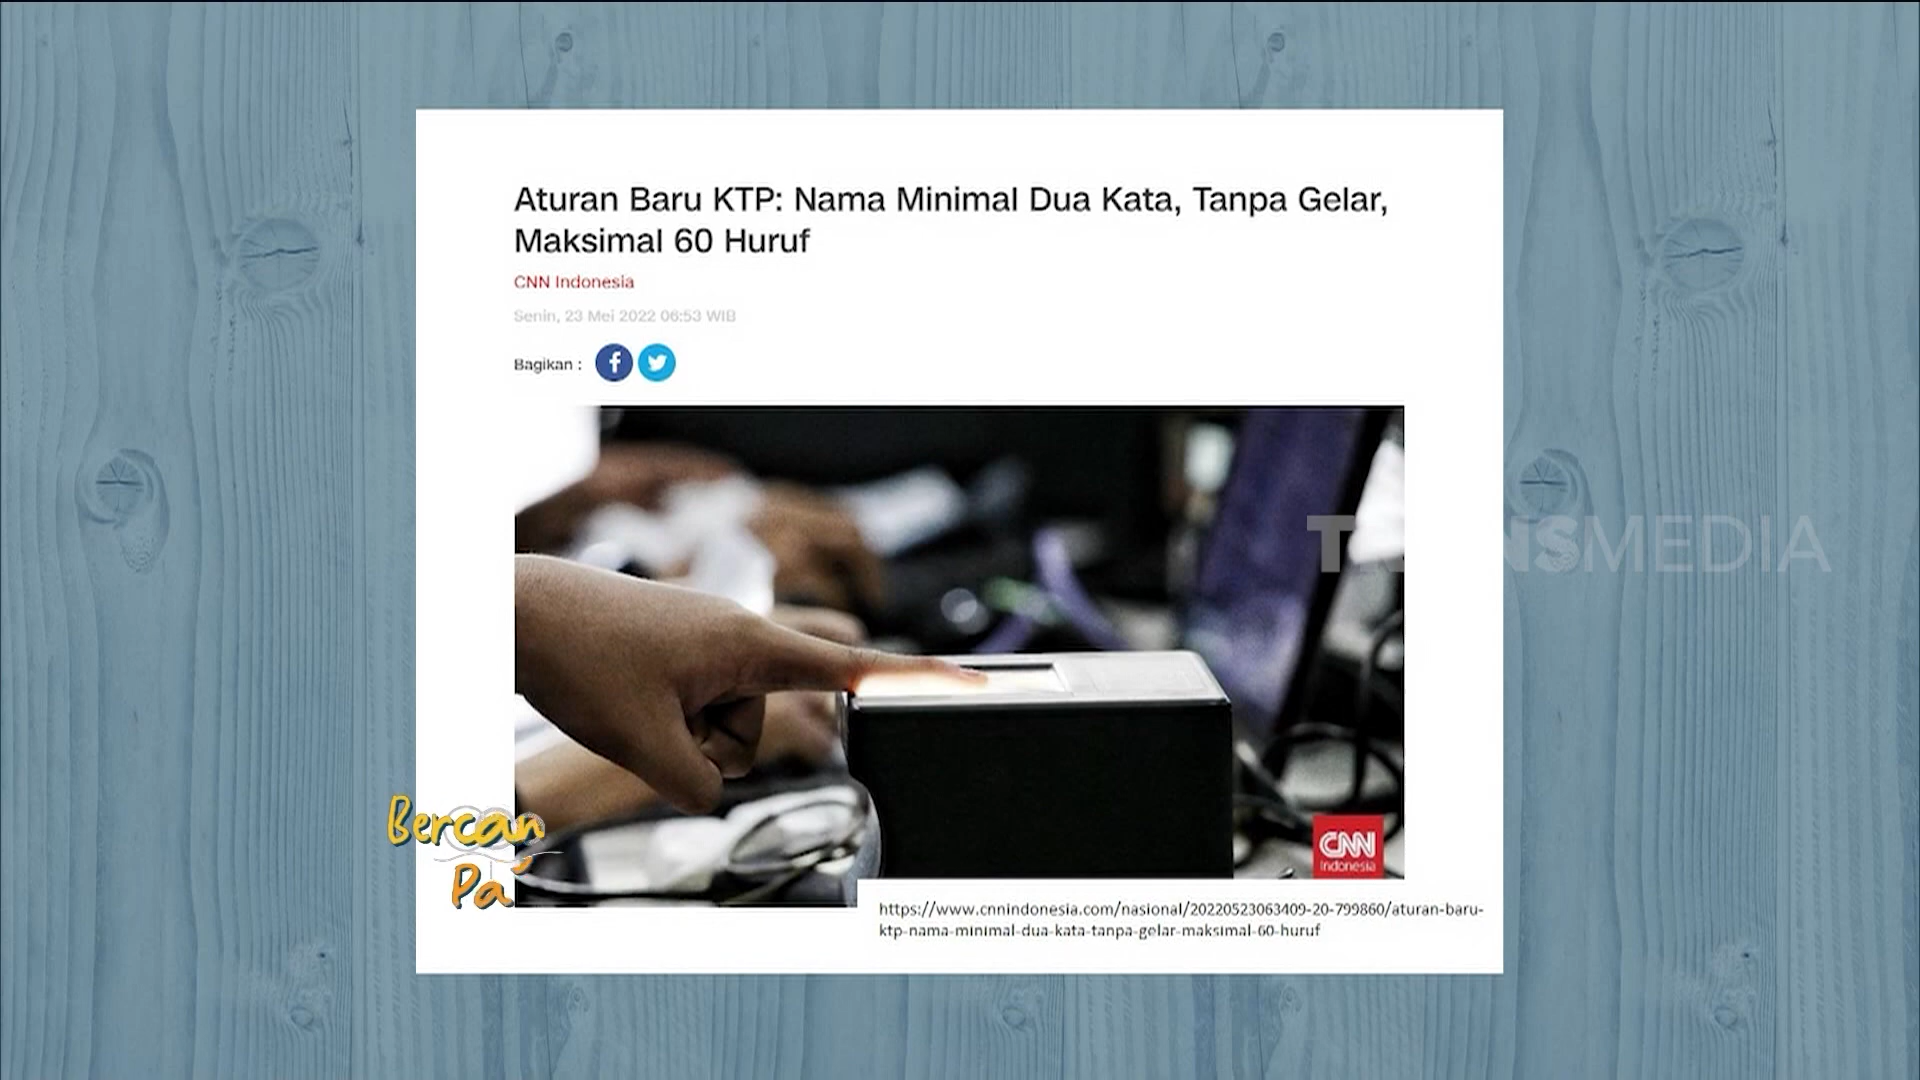 Aturan Baru KTP: Nama Minimal Dua Kata, Tanpa Gelar,
Maksimal 60 Huruf
CNN Indonesia
Senin, 23 Mei 2022 06:53 WIB
Bagikan :
TRANSMEDIA
CNN
Indonesia
Bercan
Pa
https://www.cnnindonesia.com/nasional/20220523063409-20-799860/aturan-baru-
ktp-nama-minimal-dua-kata-tanpa-gelar-maksimal-60-huruf